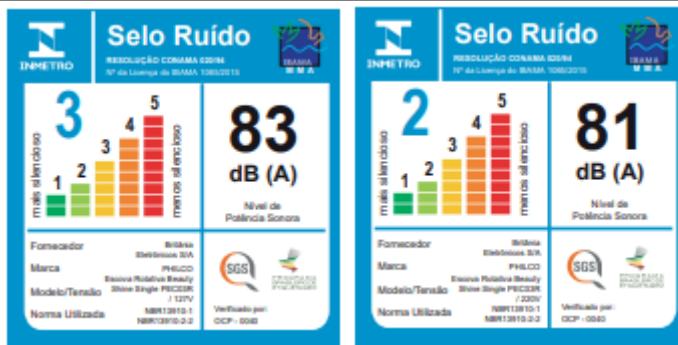 Selo Ruído
INMETRO
RESOLUÇÃO CONAMA 020/94
Nº da Licença do IBAMA 1065/2015
IBAMA
MMA
3
mais silencioso
1
2
3
4
5
menos silencioso
83
dB (A)
Nível de
Potência Sonora
Fornecedor
Britânia
Eletrônicos S/A
Marca
PHILCO
Modelo/Tensão
Escova Rotativa Beauty
Shine Single PEC03R
/ 127V
Norma Utilizada
NBR13910-1
NBR13910-2-2
SGS
Verificado por:
OCP - 0040
Selo Ruído
INMETRO
RESOLUÇÃO CONAMA 020/94
Nº da Licença do IBAMA 1065/2015
IBAMA
MMA
2
mais silencioso
1
2
3
4
5
menos silencioso
81
dB (A)
Nível de
Potência Sonora
Fornecedor
Britânia
Eletrônicos S/A
Marca
PHILCO
Modelo/Tensão
Escova Rotativa Beauty
Shine Single PEC03R
/ 220V
Norma Utilizada
NBR13910-1
NBR13910-2-2
SGS
Verificado por:
OCP - 0040